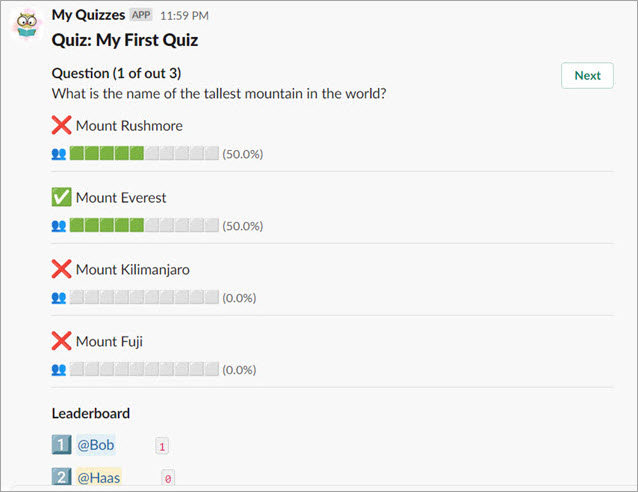 My Quizzes APP 11:59 PM
Quiz: My First Quiz
Question (1 of out 3)
Next
What is the name of the tallest mountain in the world?
Mount Rushmore
(50.0%)
Mount Everest
(50.0%)
Mount Kilimanjaro
(0.0%)
Mount Fuji
(0.0%)
Leaderboard
1 @Bob 1
2 @Haas 0